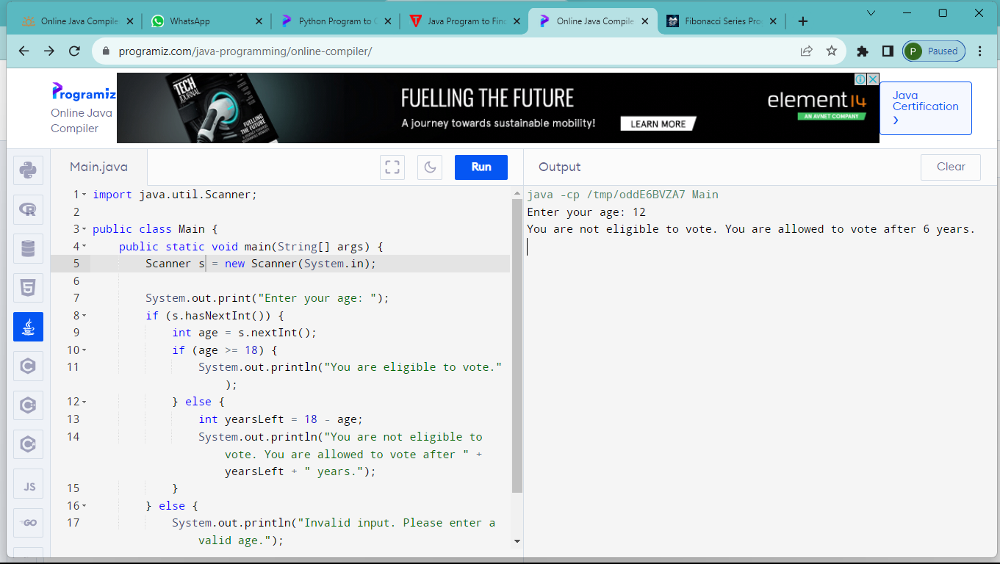 Online Java Compile
WhatsApp
Python Program to C
Java Program to Find
Online Java Compile
Fibonacci Series Pro
programiz.com/java-programming/online-compiler/
P
Paused
Programiz
Online Java
Compiler
TECH
JOURNAL
FUELLING
THE FUTURE
FUELLING THE FUTURE
A journey towards sustainable mobility!
LEARN MORE
element14
AN AVNET COMPANY
Java
Certification
Main.java
Run
Output
Clear
1 import java.util.Scanner;
2
3 public class Main {
4 public static void main(String[] args) {
5 Scanner s = new Scanner(System.in);
6
7 System.out.print("Enter your age: ");
8 if (s.hasNextInt()) {
9 int age = s.nextInt();
10 if (age >= 18) {
11 System.out.println("You are eligible to vote."
);
12 } else {
13 int yearsLeft = 18 - age;
14 System.out.println("You are not eligible to
vote. You are allowed to vote after " +
yearsLeft + " years.");
15 }
16 } else {
17 System.out.println("Invalid input. Please enter a
valid age.");
java -cp /tmp/oddE6BVZA7 Main
Enter your age: 12
You are not eligible to vote. You are allowed to vote after 6 years.
R
5
C
C
C
JS
GO